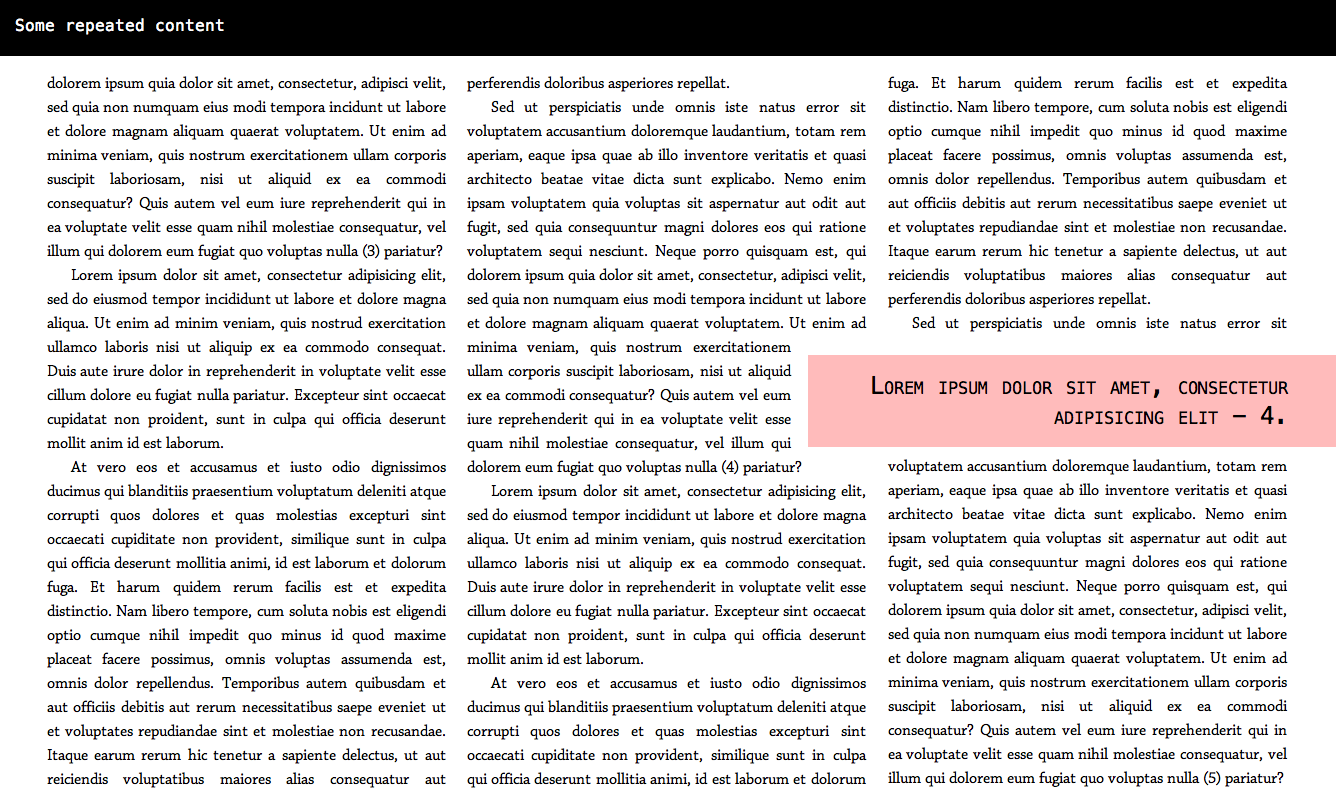 Some repeated content
dolorem ipsum quia dolor sit amet, consectetur, adipisci velit,
sed quia non numquam eius modi tempora incidunt ut labore
et dolore magnam aliquam quaerat voluptatem. Ut enim ad
minima veniam, quis nostrum exercitationem ullam corporis
suscipit laboriosam, nisi ut aliquid ex ea commodi
consequatur? Quis autem vel eum iure reprehenderit qui in
ea voluptate velit esse quam nihil molestiae consequatur, vel
illum qui dolorem eum fugiat quo voluptas nulla (3) pariatur?
Lorem ipsum dolor sit amet, consectetur adipisicing elit,
sed do eiusmod tempor incididunt ut labore et dolore magna
aliqua. Ut enim ad minim veniam, quis nostrud exercitation
ullamco laboris nisi ut aliquip ex ea commodo consequat.
Duis aute irure dolor in reprehenderit in voluptate velit esse
cillum dolore eu fugiat nulla pariatur. Excepteur sint occaecat
cupidatat non proident, sunt in culpa qui officia deserunt
mollit anim id est laborum.
At vero eos et accusamus et iusto odio dignissimos
ducimus qui blanditiis praesentium voluptatum deleniti atque
corrupti quos dolores et quas molestias excepturi sint
occaecati cupiditate non provident, similique sunt in culpa
qui officia deserunt mollitia animi, id est laborum et dolorum
fuga. Et harum quidem rerum facilis est et expedita
distinctio. Nam libero tempore, cum soluta nobis est eligendi
optio cumque nihil impedit quo minus id quod maxime
placeat facere possimus, omnis voluptas assumenda est,
omnis dolor repellendus. Temporibus autem quibusdam et
aut officiis debitis aut rerum necessitatibus saepe eveniet ut
et voluptates repudiandae sint et molestiae non recusandae.
Itaque earum rerum hic tenetur a sapiente delectus, ut aut
reiciendis voluptatibus maiores alias consequatur aut
perferendis doloribus asperiores repellat.
Sed ut perspiciatis unde omnis iste natus error sit
voluptatem accusantium doloremque laudantium, totam rem
aperiam, eaque ipsa quae ab illo inventore veritatis et quasi
architecto beatae vitae dicta sunt explicabo. Nemo enim
ipsam voluptatem quia voluptas sit aspernatur aut odit aut
fugit, sed quia consequuntur magni dolores eos qui ratione
voluptatem sequi nesciunt. Neque porro quisquam est, qui
dolorem ipsum quia dolor sit amet, consectetur, adipisci velit,
sed quia non numquam eius modi tempora incidunt ut labore
et dolore magnam aliquam quaerat voluptatem. Ut enim ad
minima veniam, quis nostrum exercitationem
ullam corporis suscipit laboriosam, nisi ut aliquid
ex ea commodi consequatur? Quis autem vel eum
iure reprehenderit qui in ea voluptate velit esse
quam nihil molestiae consequatur, vel illum qui
dolorem eum fugiat quo voluptas nulla (4) pariatur?
Lorem ipsum dolor sit amet, consectetur adipisicing elit,
sed do eiusmod tempor incididunt ut labore et dolore magna
aliqua. Ut enim ad minim veniam, quis nostrud exercitation
ullamco laboris nisi ut aliquip ex ea commodo consequat.
Duis aute irure dolor in reprehenderit in voluptate velit esse
cillum dolore eu fugiat nulla pariatur. Excepteur sint occaecat
cupidatat non proident, sunt in culpa qui officia deserunt
mollit anim id est laborum.
At vero eos et accusamus et iusto odio dignissimos
ducimus qui blanditiis praesentium voluptatum deleniti atque
corrupti quos dolores et quas molestias excepturi sint
occaecati cupiditate non provident, similique sunt in culpa
qui officia deserunt mollitia animi, id est laborum et dolorum
fuga. Et harum quidem rerum facilis est et expedita
distinctio. Nam libero tempore, cum soluta nobis est eligendi
optio cumque nihil impedit quo minus id quod maxime
placeat facere possimus, omnis voluptas assumenda est,
omnis dolor repellendus. Temporibus autem quibusdam et
aut officiis debitis aut rerum necessitatibus saepe eveniet ut
et voluptates repudiandae sint et molestiae non recusandae.
Itaque earum rerum hic tenetur a sapiente delectus, ut aut
reiciendis voluptatibus maiores alias consequatur aut
perferendis doloribus asperiores repellat.
Sed ut perspiciatis unde omnis iste natus error sit
Lorem ipsum dolor sit amet, consectetur
adipisicing elit – 4.
voluptatem accusantium doloremque laudantium, totam rem
aperiam, eaque ipsa quae ab illo inventore veritatis et quasi
architecto beatae vitae dicta sunt explicabo. Nemo enim
ipsam voluptatem quia voluptas sit aspernatur aut odit aut
fugit, sed quia consequuntur magni dolores eos qui ratione
voluptatem sequi nesciunt. Neque porro quisquam est, qui
dolorem ipsum quia dolor sit amet, consectetur, adipisci velit,
sed quia non numquam eius modi tempora incidunt ut labore
et dolore magnam aliquam quaerat voluptatem. Ut enim ad
minima veniam, quis nostrum exercitationem ullam corporis
suscipit laboriosam, nisi ut aliquid ex ea commodi
consequatur? Quis autem vel eum iure reprehenderit qui in
ea voluptate velit esse quam nihil molestiae consequatur, vel
illum qui dolorem eum fugiat quo voluptas nulla (5) pariatur?